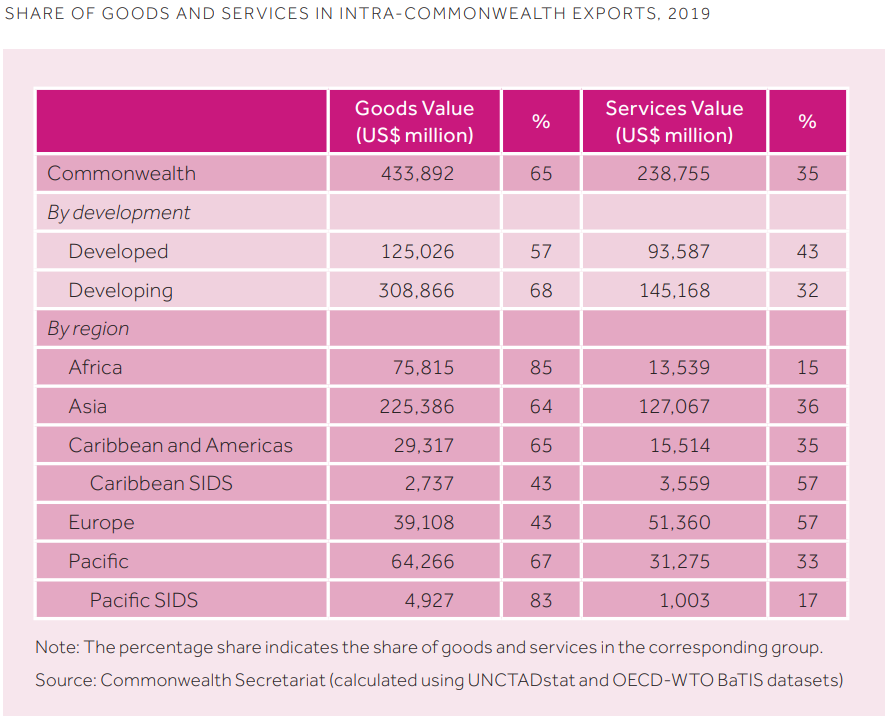 SHARE OF GOODS AND SERVICES IN INTRA-COMMONWEALTH EXPORTS, 2019
Goods Value (US$ million) % Services Value (US$ million) %
Commonwealth 433,892 65 238,755 35
By development
Developed 125,026 57 93,587 43
Developing 308,866 68 145,168 32
By region
Africa 75,815 85 13,539 15
Asia 225,386 64 127,067 36
Caribbean and Americas 29,317 65 15,514 35
Caribbean SIDS 2,737 43 3,559 57
Europe 39,108 43 51,360 57
Pacific 64,266 67 31,275 33
Pacific SIDS 4,927 83 1,003 17
Note: The percentage share indicates the share of goods and services in the corresponding group.
Source: Commonwealth Secretariat (calculated using UNCTADstat and OECD-WTO BaTIS datasets)